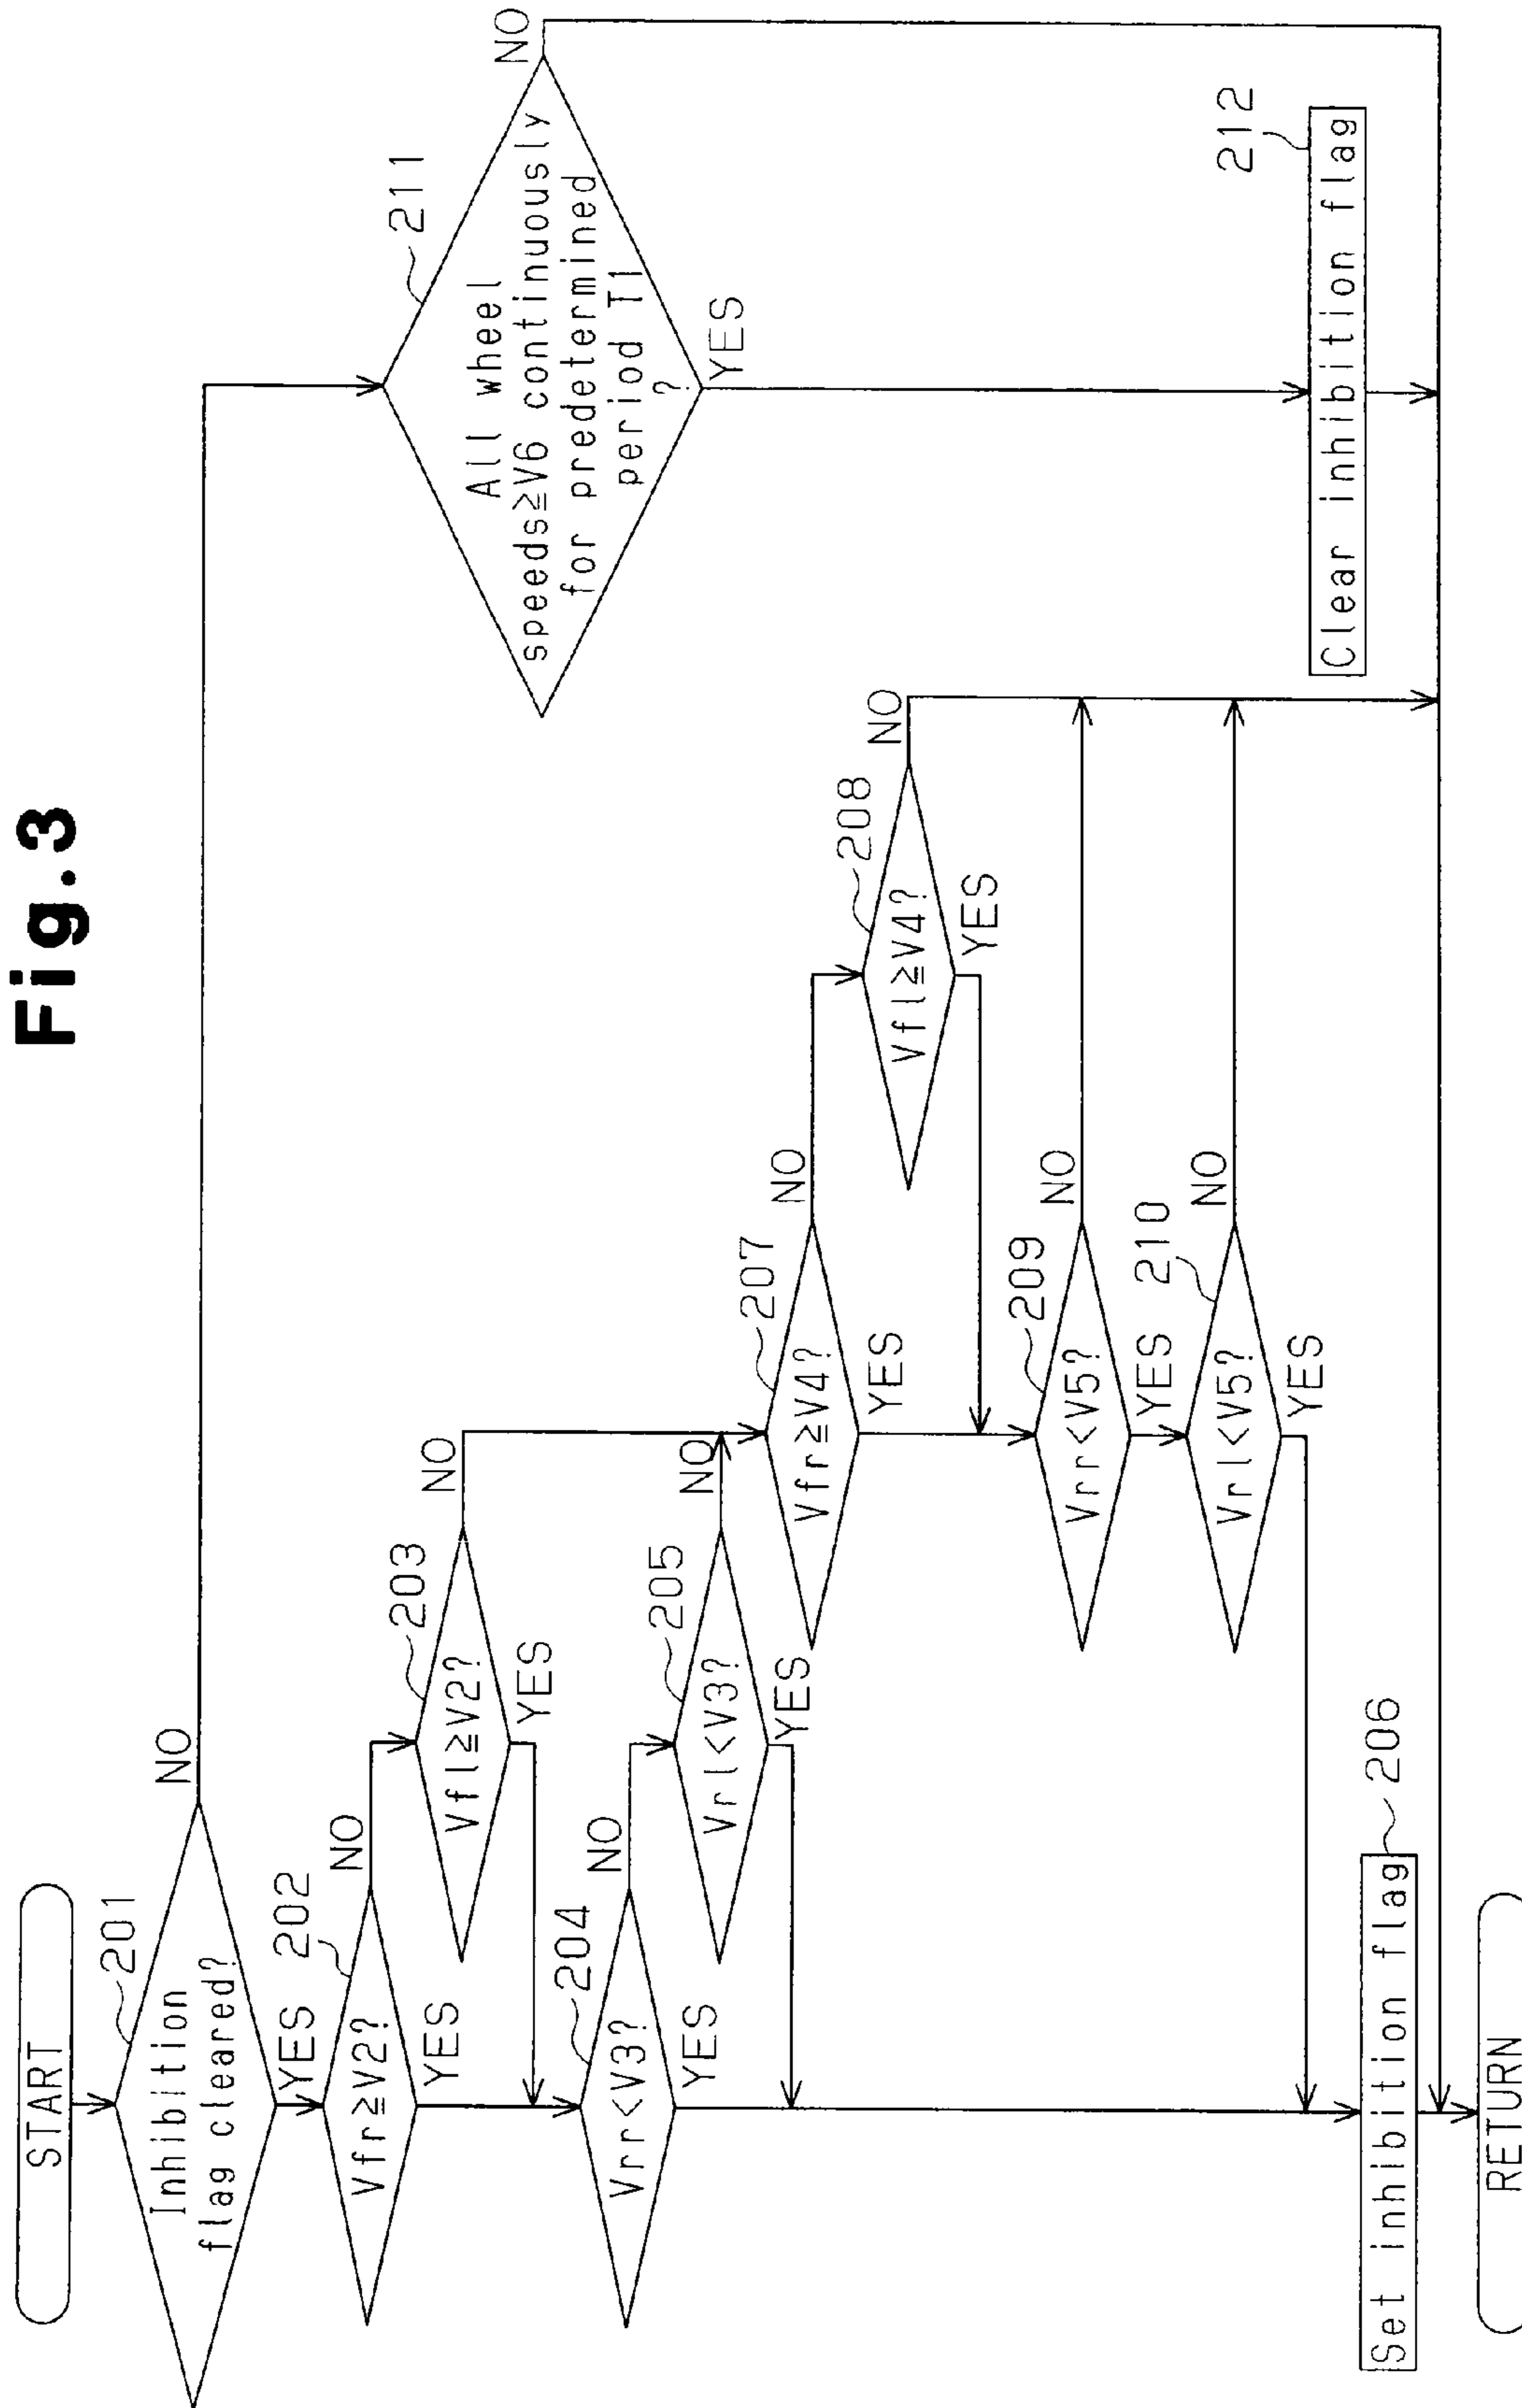 Fig.3
START
201
Inhibition
flag cleared?
NO
YES
202
Vfr≧V2?
NO
YES
203
Vfl≧V2?
NO
YES
204
Vrr<V3?
NO
YES
205
Vrl<V3?
NO
YES
207
Vfr≧V4?
NO
YES
208
Vfl≧V4?
NO
YES
209
Vrr<V5?
NO
YES
210
Vrl<V5?
NO
YES
206
Set inhibition flag
211
All wheel
speeds≧V6 continuously
for predetermined
period T1
?
NO
YES
212
Clear inhibition flag
RETURN